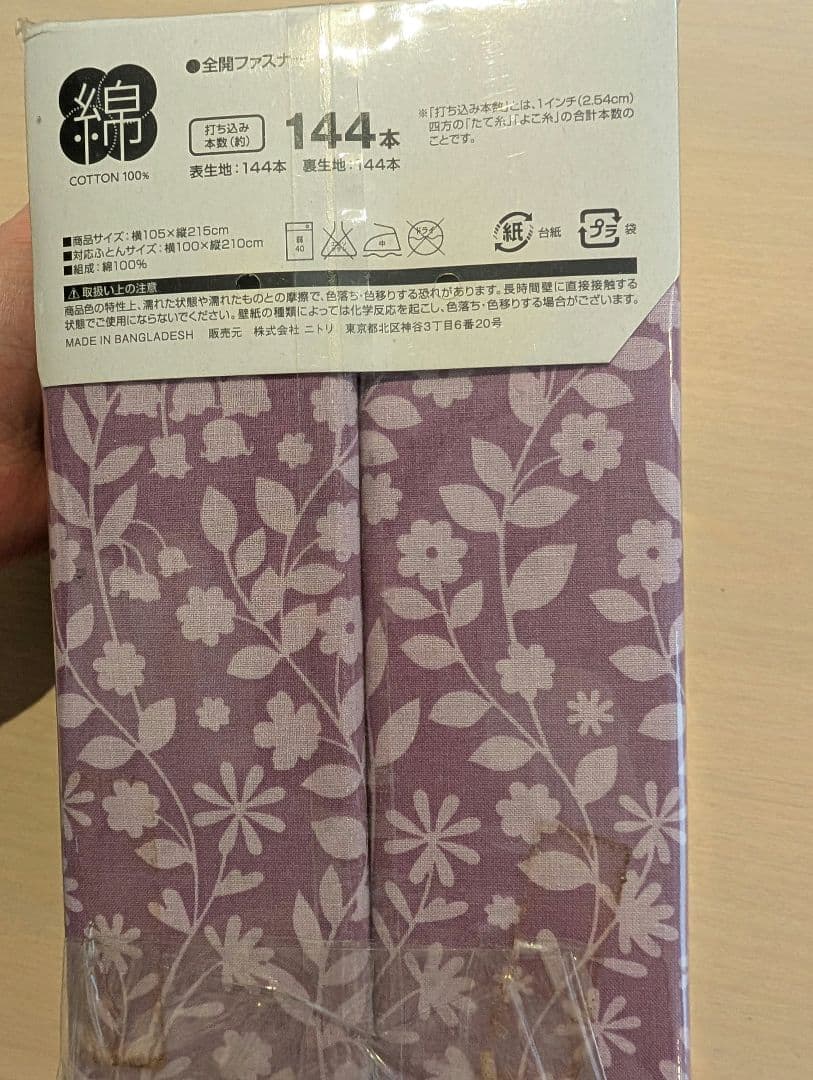 綿
COTTON 100%
●全開ファスナー
打ち込み
本数(約)
144本
表生地:144本 裏生地:144本
※「打ち込み本数」とは、1インチ(2.54cm)
四方の「たて糸」「よこ糸」の合計本数の
ことです。
■商品サイズ:横105×縦215cm
■対応ふとんサイズ:横100×縦210cm
■組成:綿100%
弱
40
中
ドライ
紙 台紙
プラ 袋
取扱い上の注意
商品色の特性上、濡れた状態や濡れたものとの摩擦で、色落ち・色移りする恐れがあります。長時間壁に直接接触する
状態でご使用にならないでください。壁紙の種類によっては化学反応を起こし、色落ち・色移りする場合がございます。
MADE IN BANGLADESH 販売元 株式会社 ニトリ 東京都北区神谷3丁目6番20号